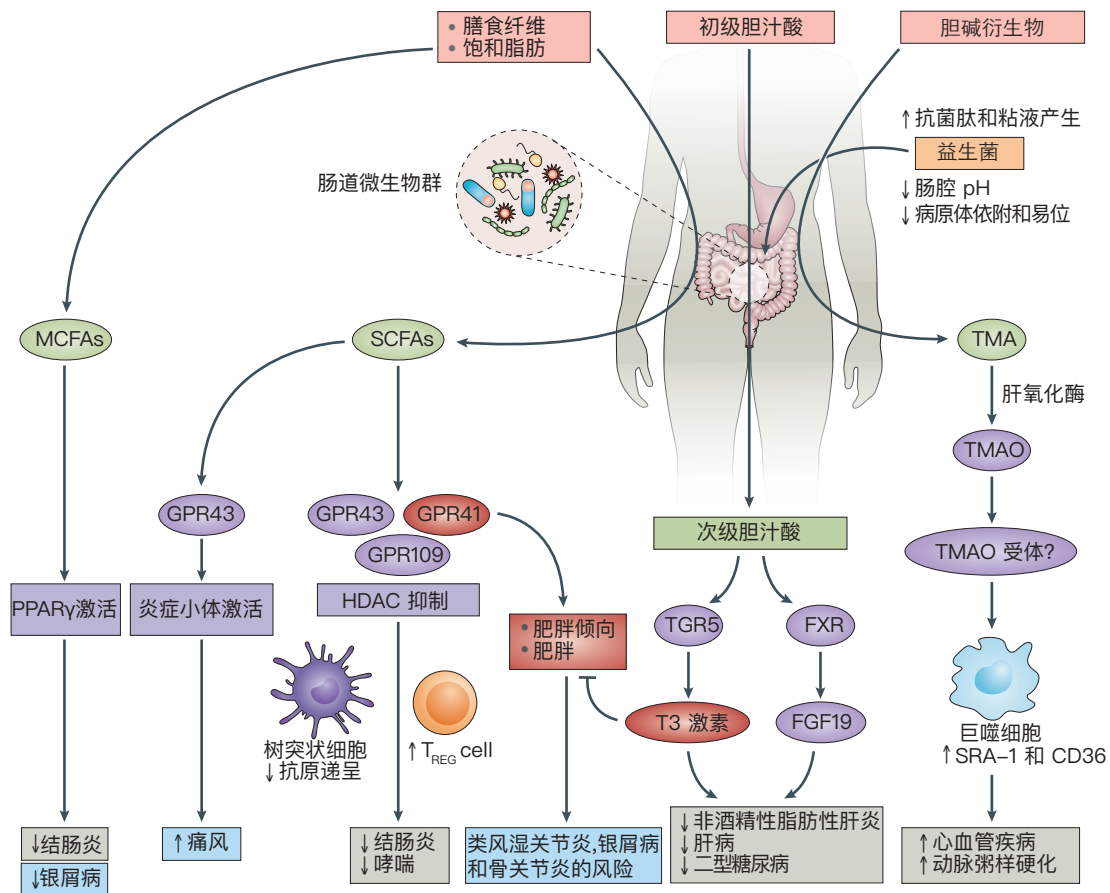 • 膳食纤维
• 饱和脂肪
初级胆汁酸
胆碱衍生物
↑抗菌肽和粘液产生
益生菌
↓肠腔 pH
↓病原体依附和易位
肠道微生物群
MCFAs
SCFAs
TMA
肝氧化酶
TMAO
GPR43
GPR43
GPR41
GPR109
次级胆汁酸
TMAO 受体?
PPARγ激活
炎症小体激活
HDAC 抑制
• 肥胖倾向
• 肥胖
TGR5
FXR
T3 激素
FGF19
树突状细胞
↓抗原递呈
↑TREG cell
巨噬细胞
↑SRA–1 和 CD36
↓结肠炎
↓银屑病
↑痛风
↓结肠炎
↓哮喘
类风湿关节炎,银屑病
和骨关节炎的风险
↓非酒精性脂肪性肝炎
↓肝病
↓二型糖尿病
↑心血管疾病
↑动脉粥样硬化